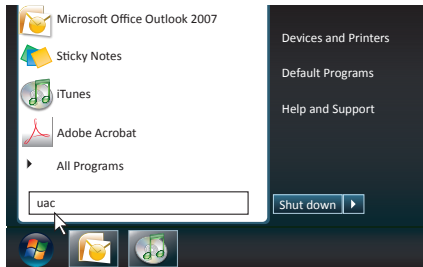 Microsoft Office Outlook 2007
Sticky Notes
iTunes
Adobe Acrobat
All Programs
uac
Devices and Printers
Default Programs
Help and Support
Shut down